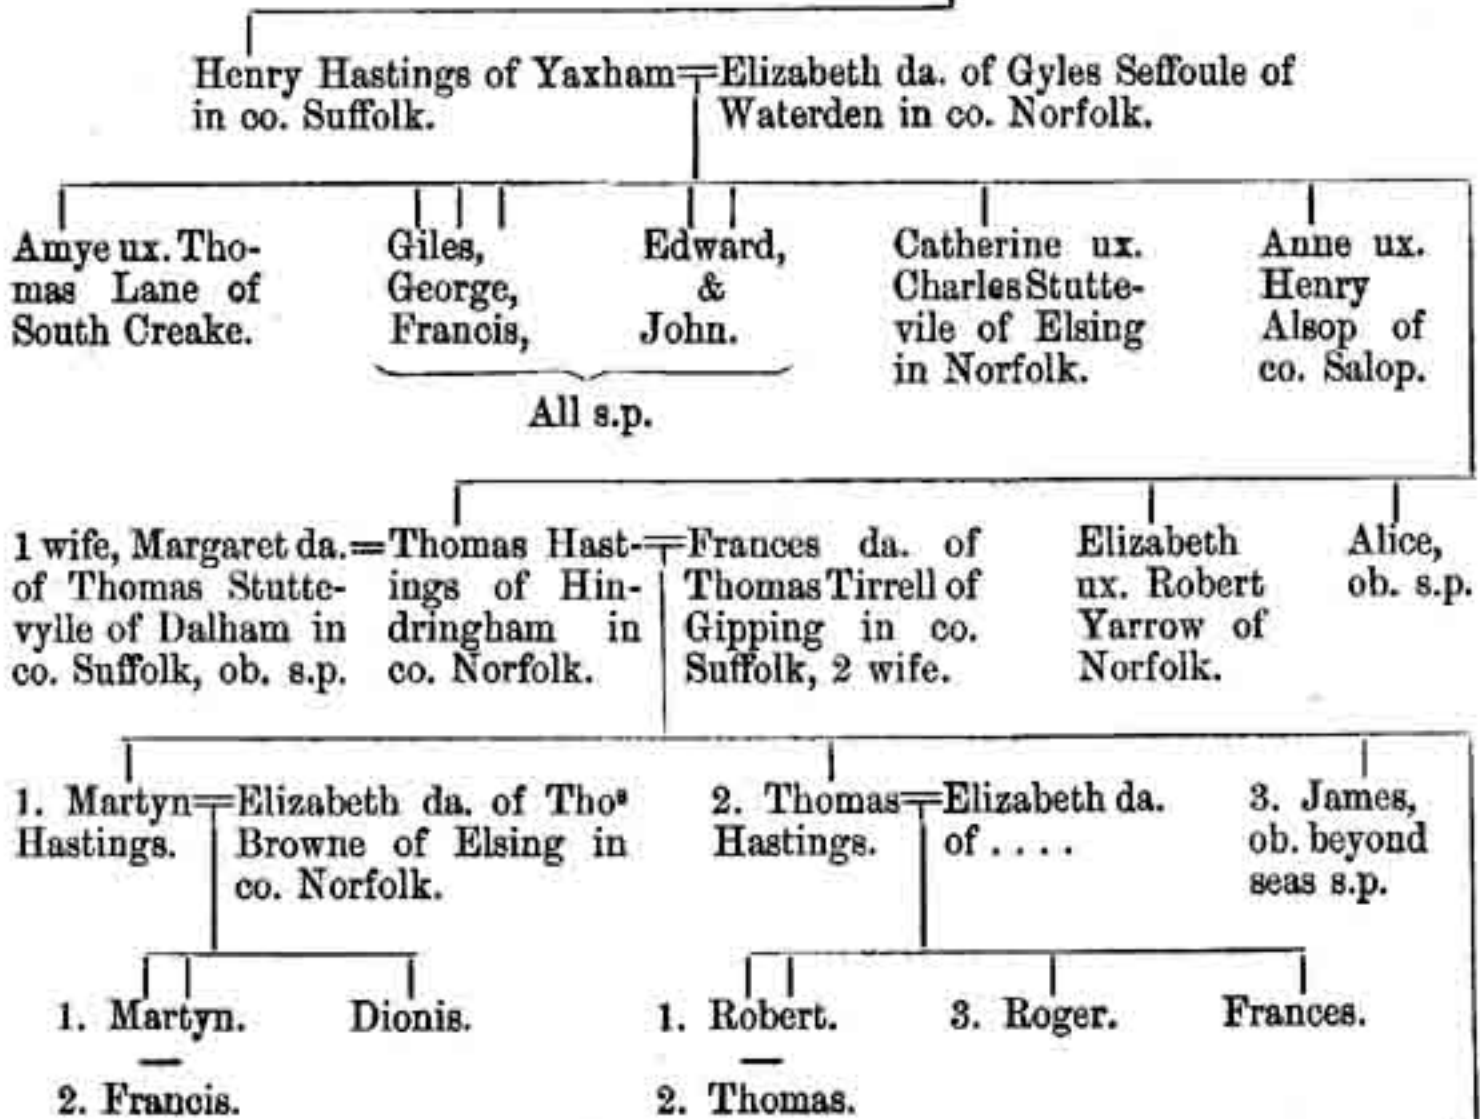 Henry Hastings of Yaxham
in co. Suffolk.
Elizabeth da. of Gyles Seffoule of
Waterden in co. Norfolk.
Amye ux. Tho-
mas Lane of
South Creake.
Giles,
George,
Francis,
Edward,
&
John.
All s.p.
Catherine ux.
Charles Stutte-
vile of Elsing
in Norfolk.
Anne ux.
Henry
Alsop of
co. Salop.
1 wife, Margaret da.
of Thomas Stutte-
vylle of Dalham in
co. Suffolk, ob. s.p.
=Thomas Hast-
ings of Hin-
dringham in
co. Norfolk.
Frances da. of
Thomas Tirrell of
Gipping in co.
Suffolk, 2 wife.
Elizabeth
ux. Robert
Yarrow of
Norfolk.
Alice,
ob. s.p.
1. Martyn
Hastings.
Elizabeth da. of Thoˢ
Browne of Elsing in
co. Norfolk.
2. Thomas
Hastings.
Elizabeth da.
of . . . .
3. James,
ob. beyond
seas s.p.
1. Martyn.
2. Francis.
Dionis.
1. Robert.
2. Thomas.
3. Roger.
Frances.